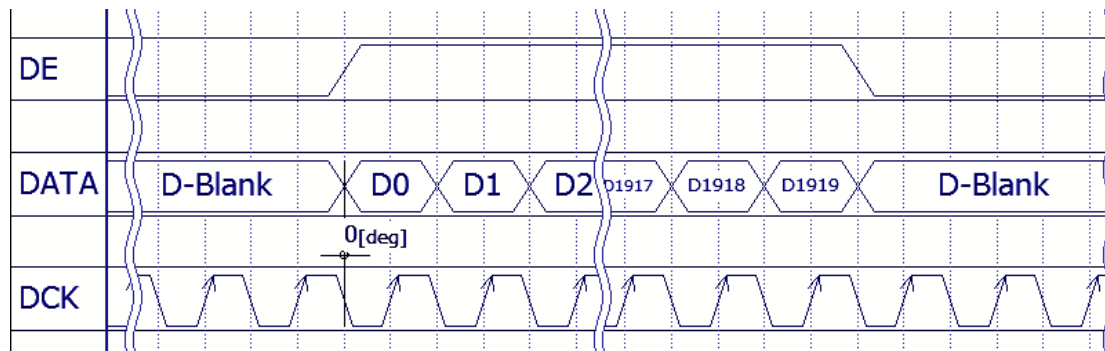 DE
DATA D-Blank D0 D1 D2 D1917 D1918 D1919 D-Blank
0[deg]
DCK